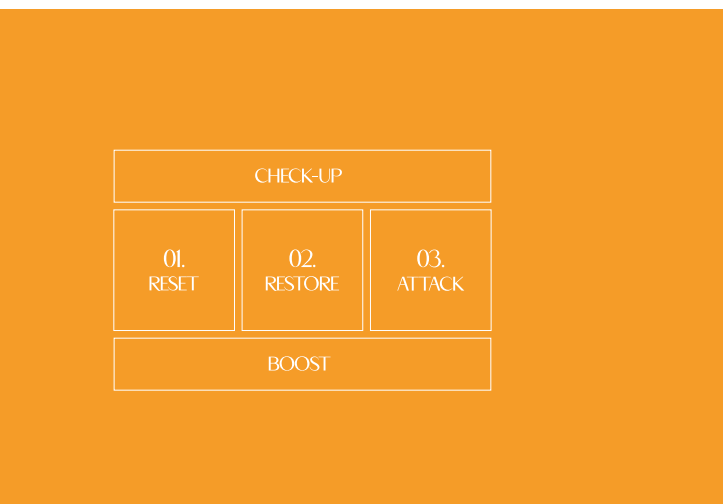 CHECK-UP
01.
RESET
02.
RESTORE
03.
ATTACK
BOOST